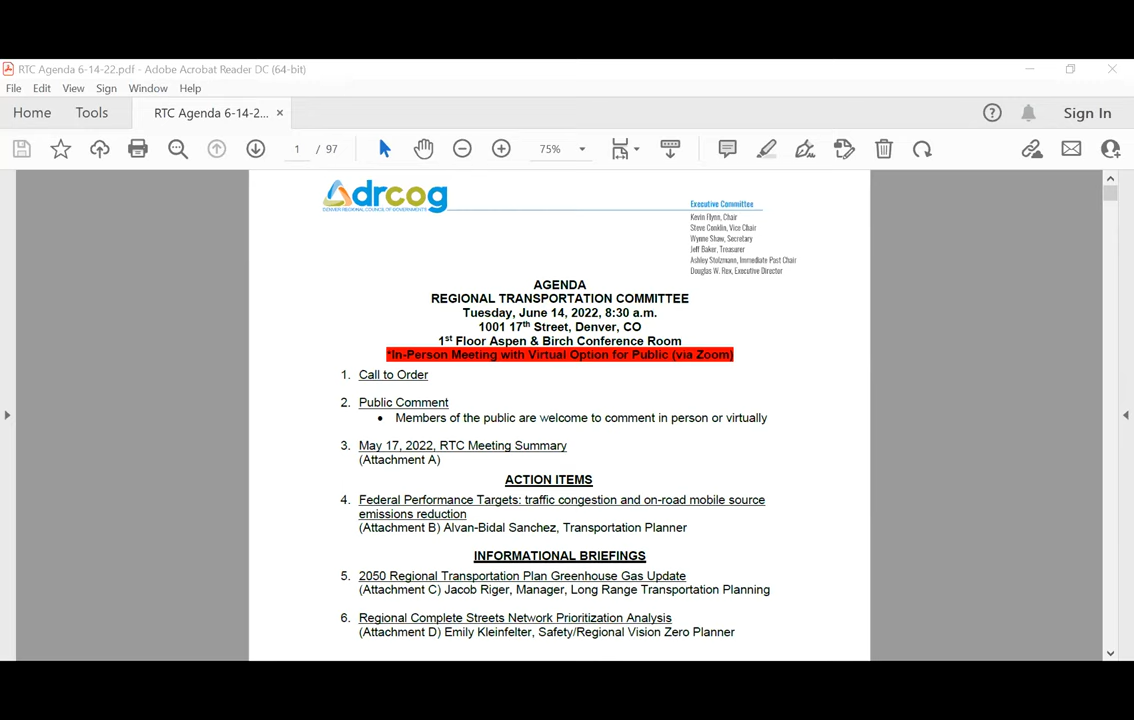 RTC Agenda 6-14-22.pdf - Adobe Acrobat Reader DC (64-bit)
File Edit View Sign Window Help
Home Tools RTC Agenda 6-14-2... × Sign In
1 / 97 75%
drcog
DENVER REGIONAL COUNCIL OF GOVERNMENTS
Executive Committee
Kevin Flynn, Chair
Steve Conklin, Vice Chair
Wynne Shaw, Secretary
Jeff Baker, Treasurer
Ashley Stolzmann, Immediate Past Chair
Douglas W. Rex, Executive Director
AGENDA
REGIONAL TRANSPORTATION COMMITTEE
Tuesday, June 14, 2022, 8:30 a.m.
1001 17th Street, Denver, CO
1st Floor Aspen & Birch Conference Room
*In-Person Meeting with Virtual Option for Public (via Zoom)
1. Call to Order
2. Public Comment
• Members of the public are welcome to comment in person or virtually
3. May 17, 2022, RTC Meeting Summary
(Attachment A)
ACTION ITEMS
4. Federal Performance Targets: traffic congestion and on-road mobile source
emissions reduction
(Attachment B) Alvan-Bidal Sanchez, Transportation Planner
INFORMATIONAL BRIEFINGS
5. 2050 Regional Transportation Plan Greenhouse Gas Update
(Attachment C) Jacob Riger, Manager, Long Range Transportation Planning
6. Regional Complete Streets Network Prioritization Analysis
(Attachment D) Emily Kleinfelter, Safety/Regional Vision Zero Planner